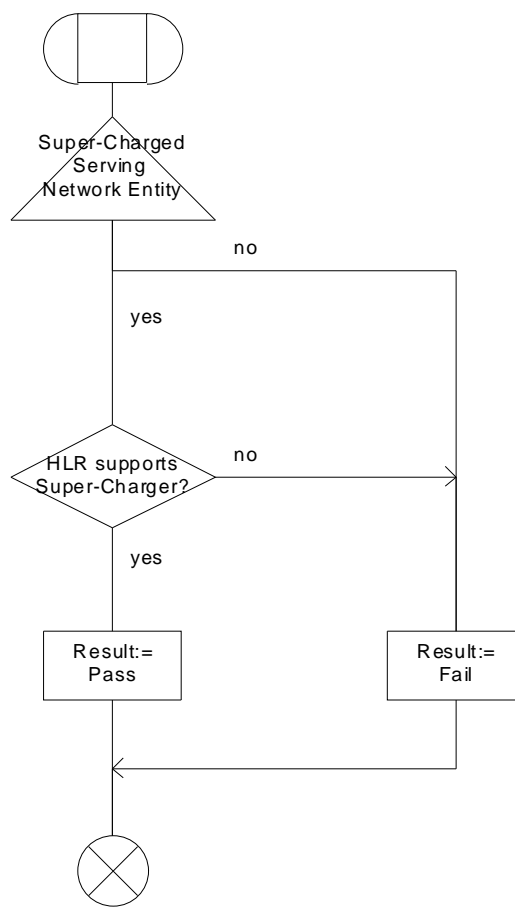 Super-Charged
Serving
Network Entity
no
yes
HLR supports
Super-Charger?
no
yes
Result:=
Pass
Result:=
Fail